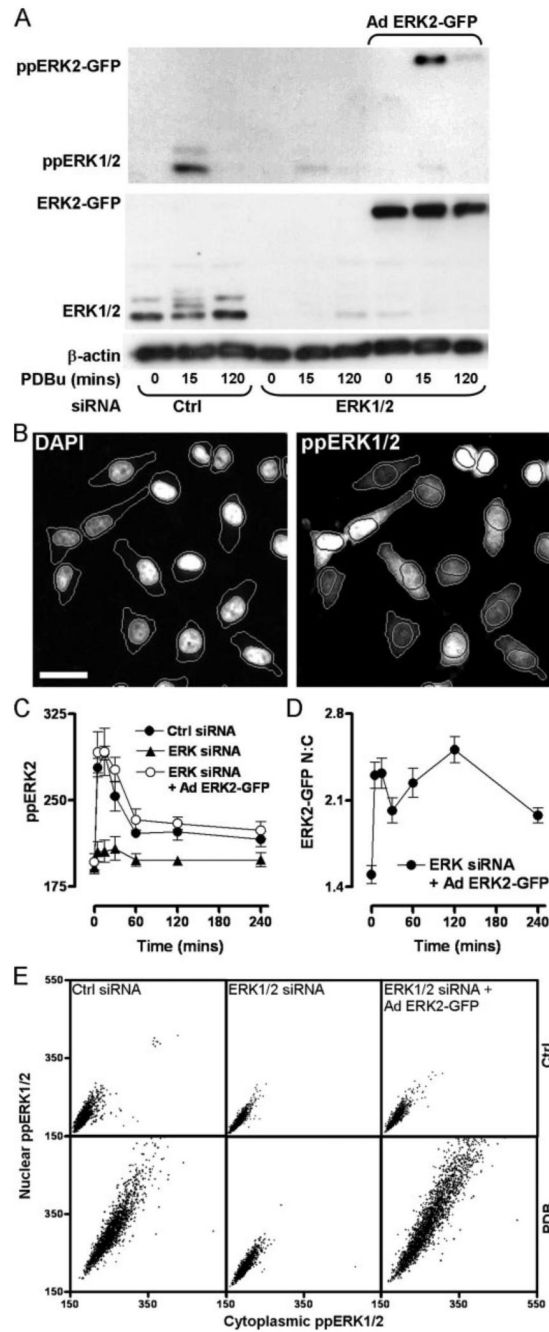 A
Ad ERK2-GFP
ppERK2-GFP
ppERK1/2
ERK2-GFP
ERK1/2
β-actin
PDBu (mins) 0 15 120 0 15 120 0 15 120
siRNA Ctrl ERK1/2
B
DAPI
ppERK1/2
C
ppERK2
325
250
175
Ctrl siRNA
ERK siRNA
ERK siRNA
+ Ad ERK2-GFP
0 60 120 180 240
Time (mins)
D
ERK2-GFP N:C
2.8
2.1
1.4
ERK siRNA
+ Ad ERK2-GFP
0 60 120 180 240
Time (mins)
E
Nuclear ppERK1/2
550
350
150
350
150
Ctrl siRNA
ERK1/2 siRNA
ERK1/2 siRNA +
Ad ERK2-GFP
Ctrl
PDB
150 350 150 350 150 350 550
Cytoplasmic ppERK1/2